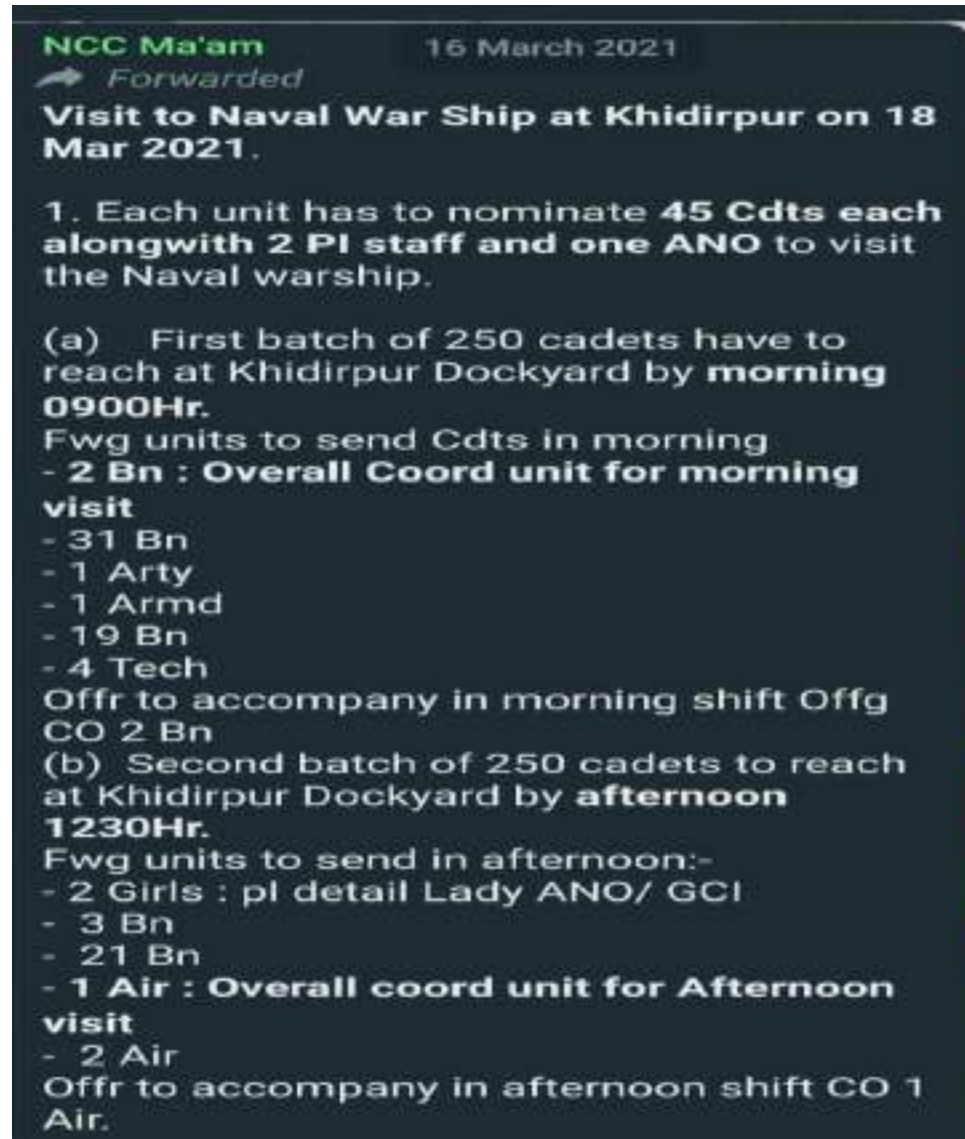 NCC Ma'am 16 March 2021
Forwarded
Visit to Naval War Ship at Khidirpur on 18
Mar 2021.
1. Each unit has to nominate 45 Cdts each
alongwith 2 PI staff and one ANO to visit
the Naval warship.
(a) First batch of 250 cadets have to
reach at Khidirpur Dockyard by morning
0900Hr.
Fwg units to send Cdts in morning
- 2 Bn : Overall Coord unit for morning
visit
- 31 Bn
- 1 Arty
- 1 Armd
- 19 Bn
- 4 Tech
Offr to accompany in morning shift Offg
CO 2 Bn
(b) Second batch of 250 cadets to reach
at Khidirpur Dockyard by afternoon
1230Hr.
Fwg units to send in afternoon:-
- 2 Girls : pl detail Lady ANO/ GCI
- 3 Bn
- 21 Bn
- 1 Air : Overall coord unit for Afternoon
visit
- 2 Air
Offr to accompany in afternoon shift CO 1
Air.